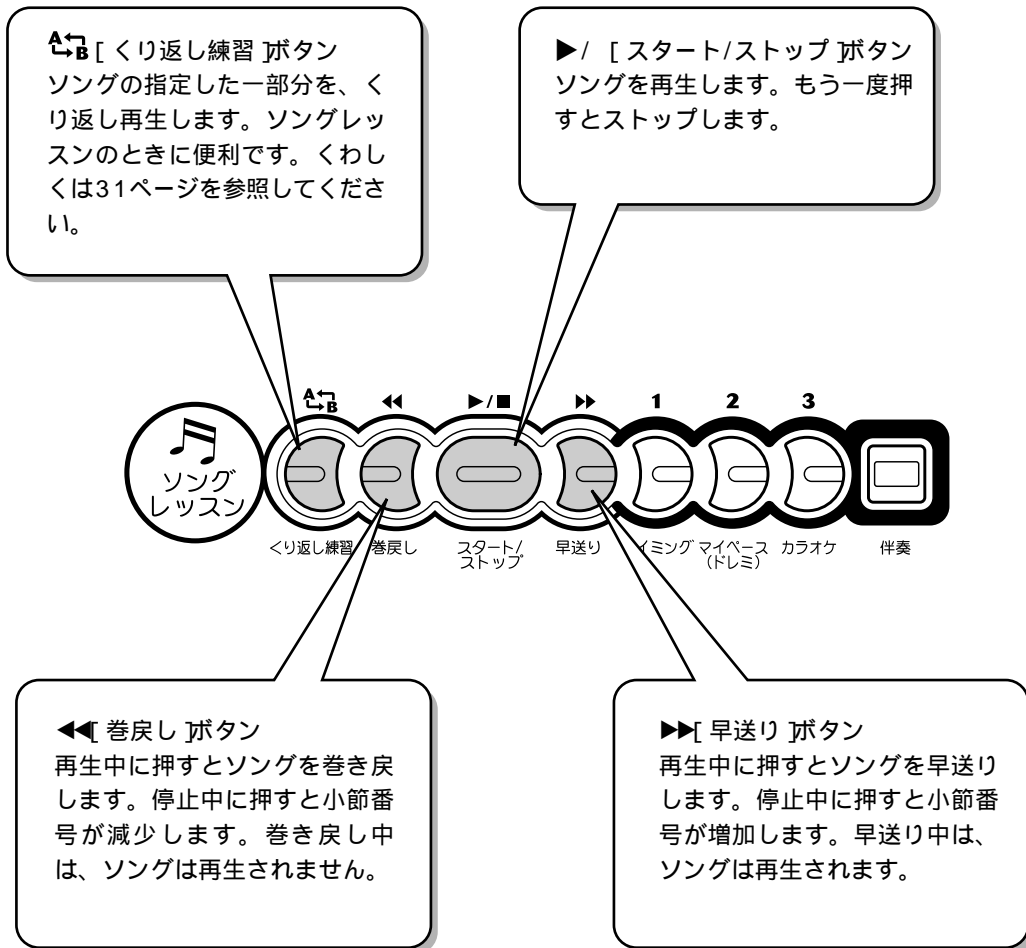 A B [くり返し練習]ボタン
ソングの指定した一部分を、く
り返し再生します。ソングレッ
スンのときに便利です。くわし
くは31ページを参照してくださ
い。
▶/ [スタート/ストップ]ボタン
ソングを再生します。もう一度押
すとストップします。
A B ◀◀ ▶/■ ▶▶ 1 2 3
ソング
レッスン
くり返し練習 巻戻し スタート/ 早送り イミング マイペース カラオケ 伴奏
ストップ (ドレミ)
◀◀[巻戻し]ボタン
再生中に押すとソングを巻き戻
します。停止中に押すと小節番
号が減少します。巻き戻し中
は、ソングは再生されません。
▶▶[早送り]ボタン
再生中に押すとソングを早送り
します。停止中に押すと小節番
号が増加します。早送り中は、
ソングは再生されます。